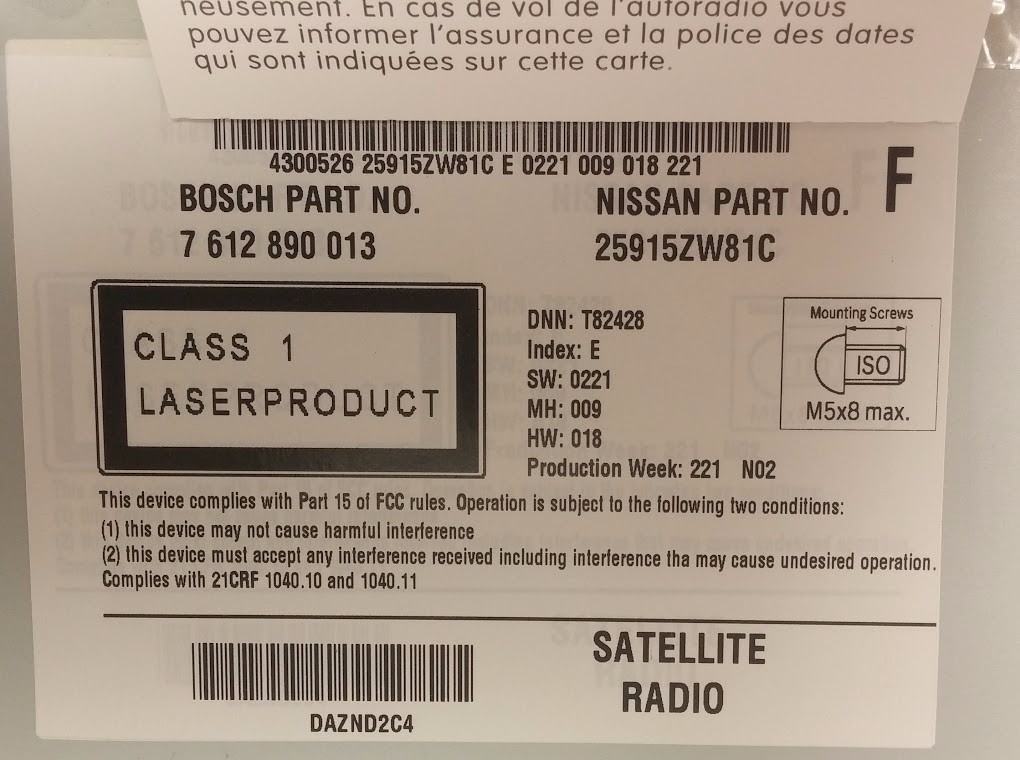 neusement. En cas de vol de l'autoradio vous
pouvez informer l'assurance et la police des dates
qui sont indiquées sur cette carte.
4300526 25915ZW81C E 0221 009 018 221
F
BOSCH PART NO.
NISSAN PART NO.
7 612 890 013
25915ZW81C
CLASS 1
LASERPRODUCT
DNN: T82428
Index: E
SW: 0221
MH: 009
HW: 018
Production Week: 221 N02
Mounting Screws
ISO
M5x8 max.
This device complies with Part 15 of FCC rules. Operation is subject to the following two conditions:
(1) this device may not cause harmful interference
(2) this device must accept any interference received including interference tha may cause undesired operation.
Complies with 21CRF 1040.10 and 1040.11
DAZND2C4
SATELLITE
RADIO